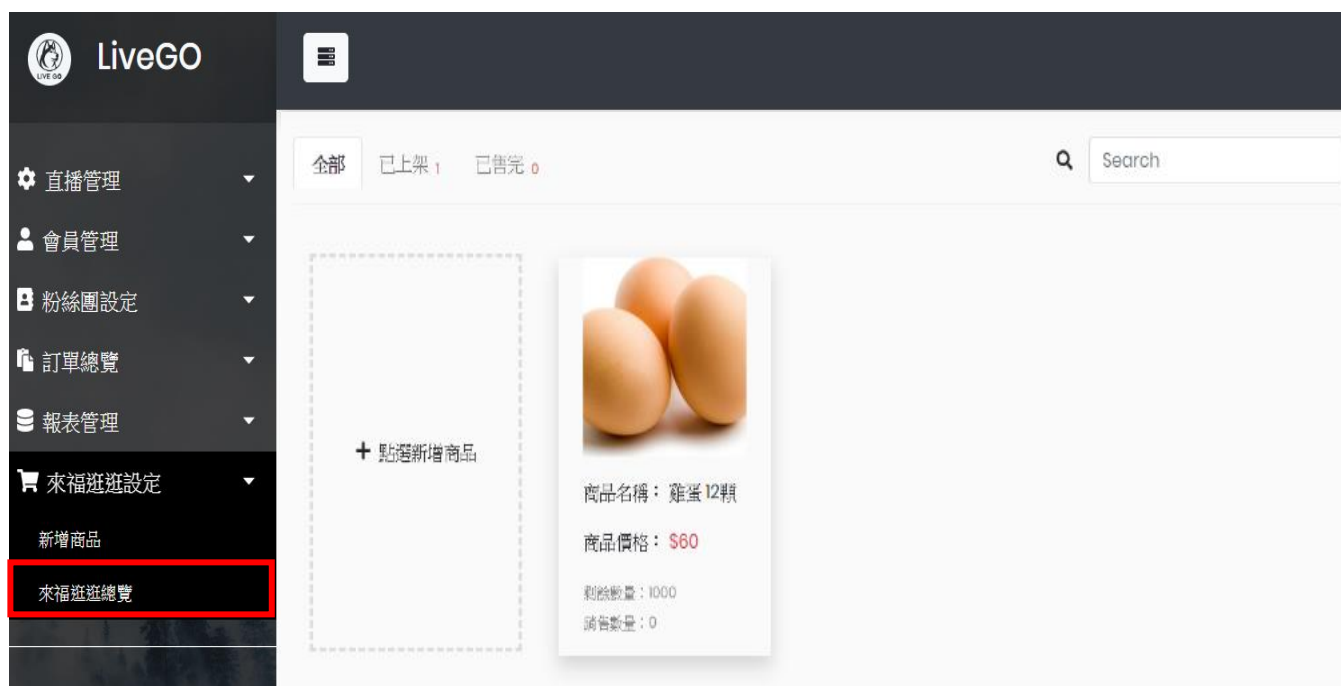 LIVE GO
LiveGO
直播管理
會員管理
粉絲團設定
訂單總覽
報表管理
來福逛逛設定
新增商品
來福逛逛總覽
全部 已上架 1 已售完 0
Search
+ 點選新增商品
商品名稱： 雞蛋 12顆
商品價格： $60
剩餘數量：1000
銷售數量：0